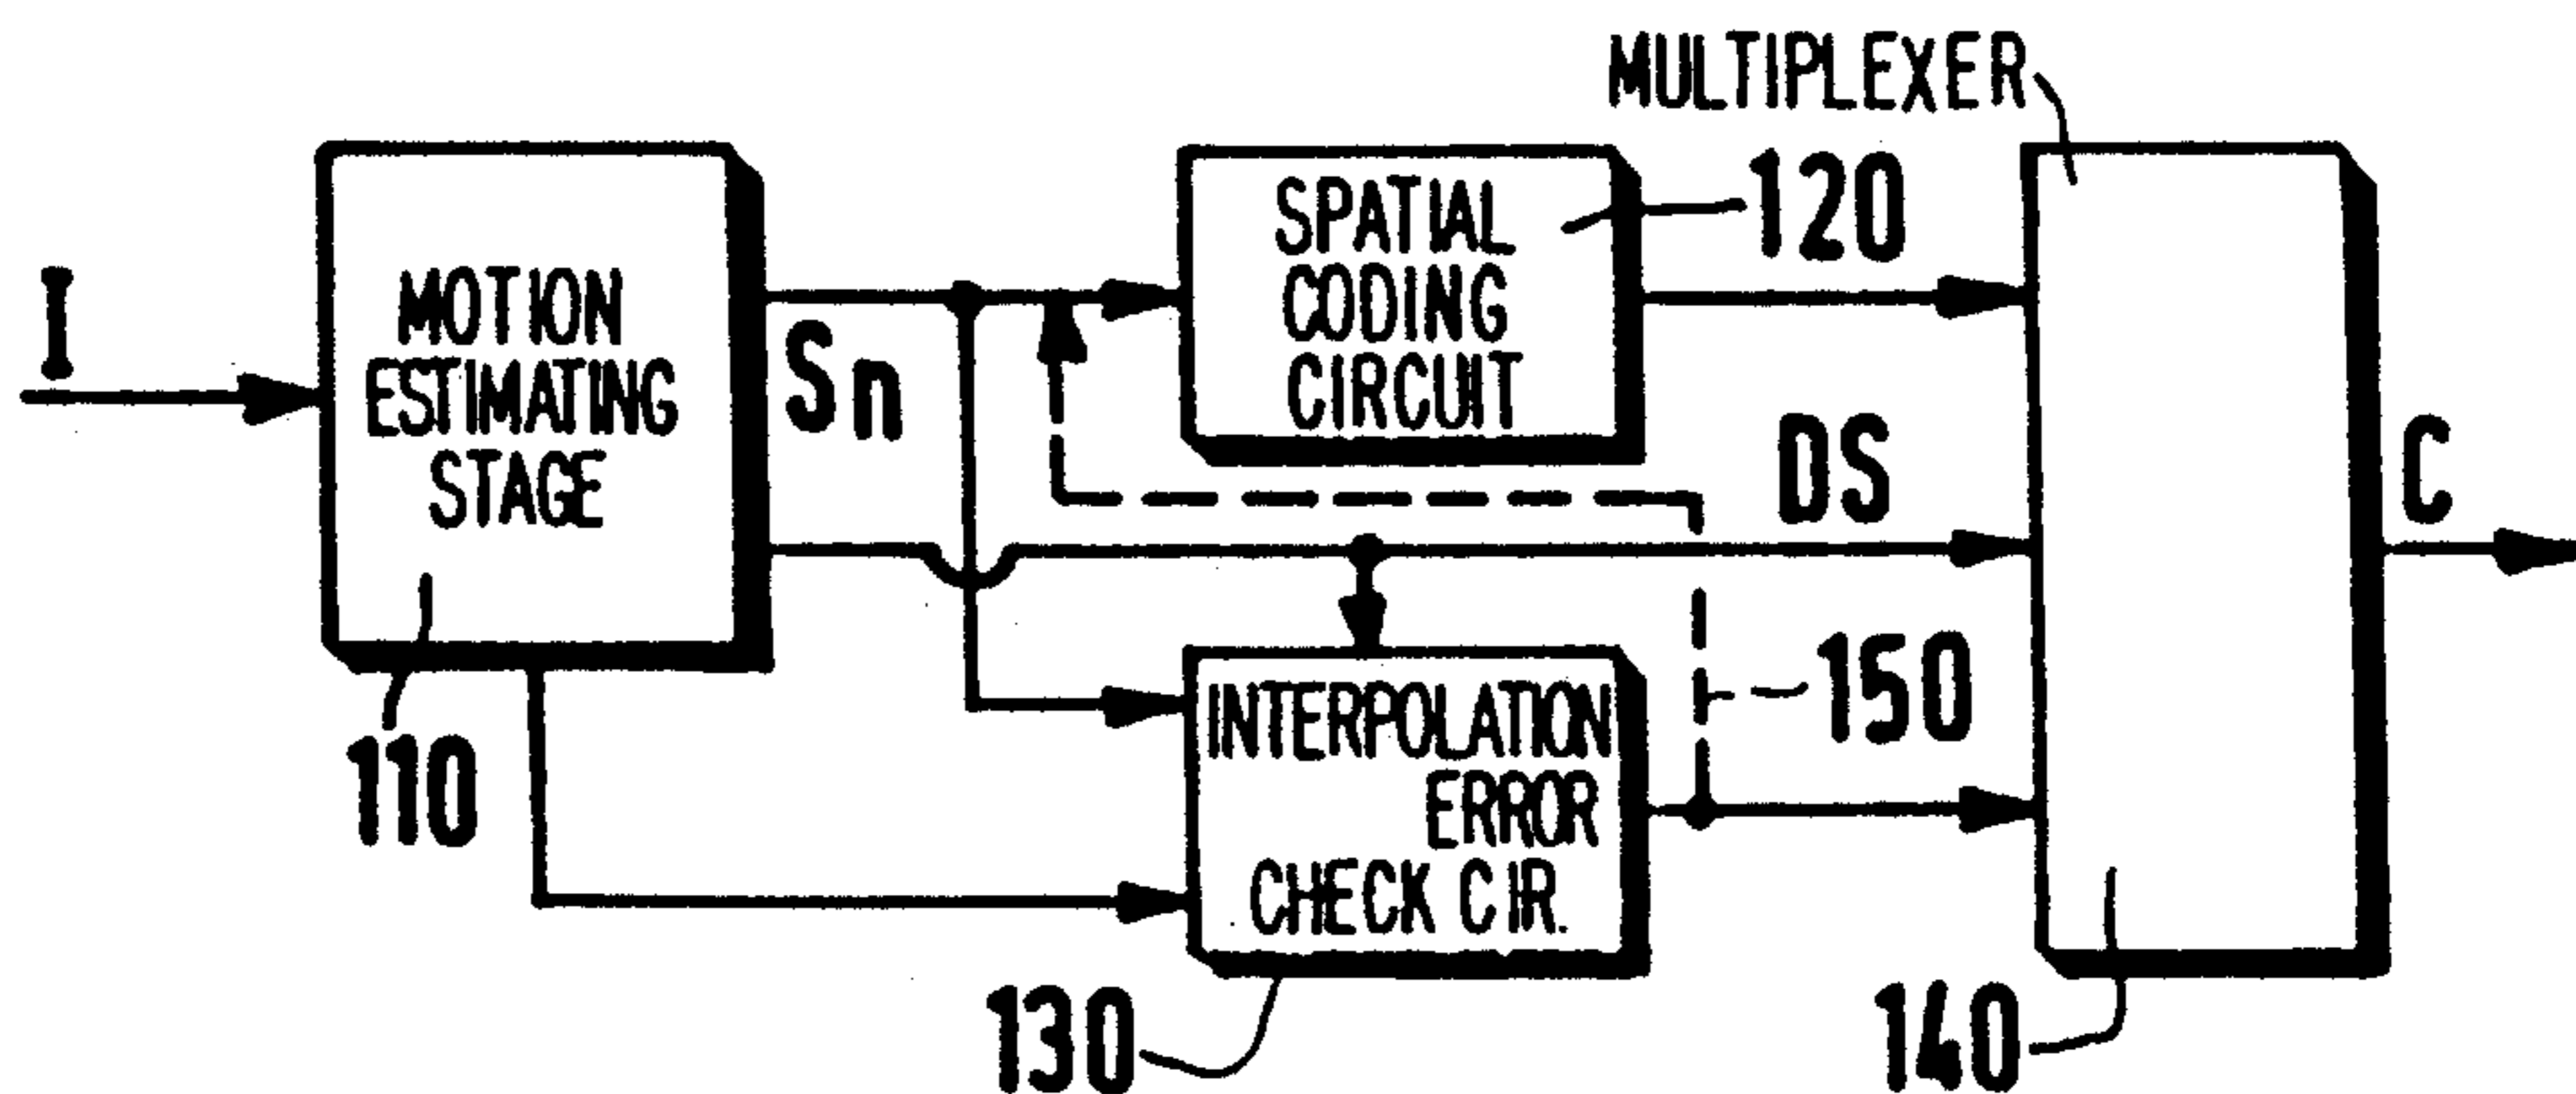 MULTIPLEXER
I
MOTION
ESTIMATING
STAGE
110
Sn
SPATIAL
CODING
CIRCUIT
120
DS
C
INTERPOLATION
ERROR
CHECK CIR.
130
150
140